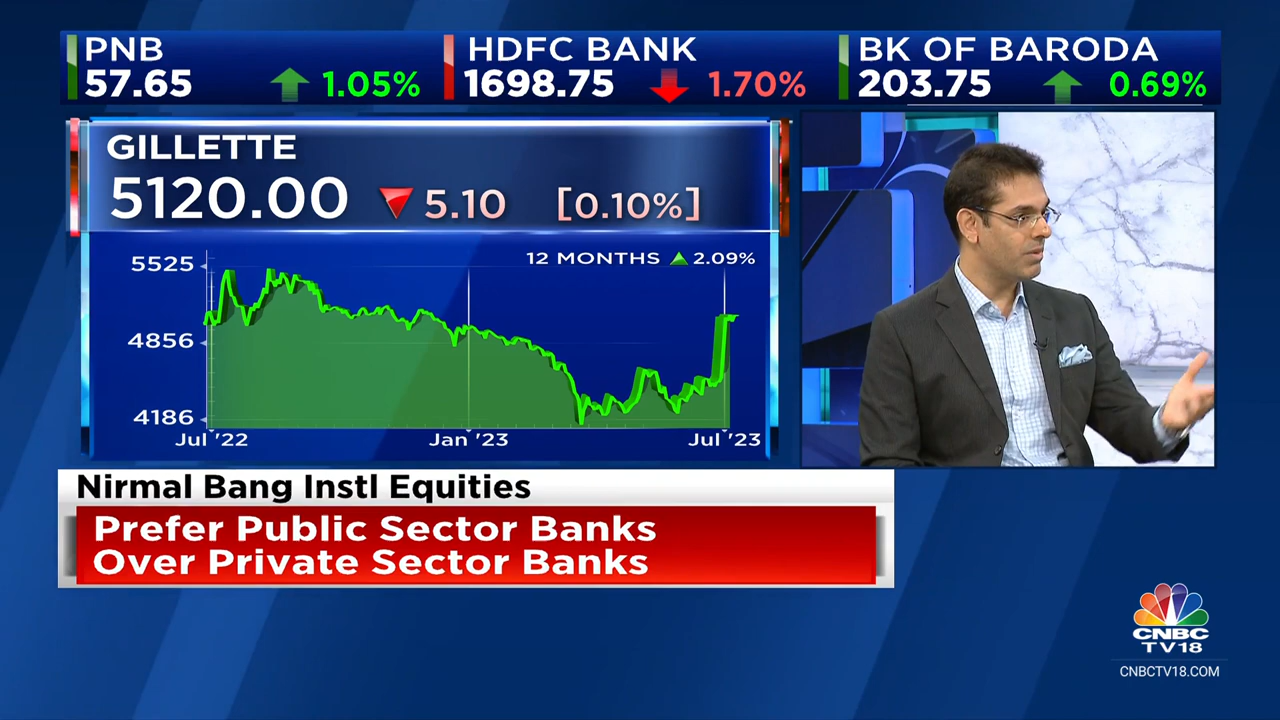 PNB
57.65 1.05%
HDFC BANK
1698.75 1.70%
BK OF BARODA
203.75 0.69%
GILLETTE
5120.00 5.10 [0.10%]
12 MONTHS 2.09%
5525
4856
4186
Jul '22 Jan '23 Jul '23
Nirmal Bang Instl Equities
Prefer Public Sector Banks
Over Private Sector Banks
CNBC
TV18
CNBCTV18.COM